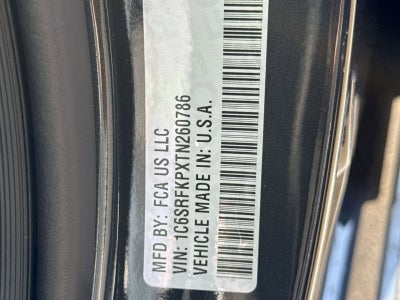 MFD BY: FCA US LLC
VIN: 1C6SRFKPXTN260786
VEHICLE MADE IN: U.S.A.